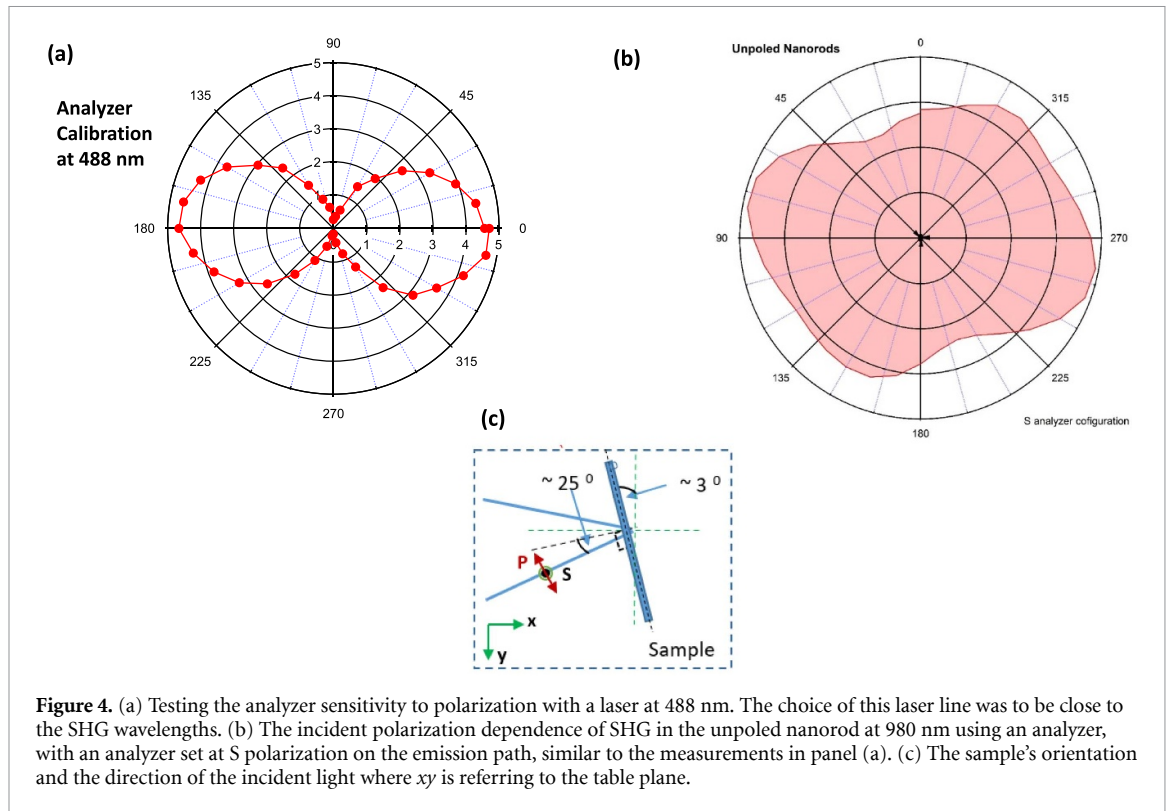 (a)
Analyzer
Calibration
at 488 nm
90
45
0
315
270
225
180
135
5
4
3
2
1
0 1 2 3 4 5
(b)
Unpoled Nanorods
0
315
270
225
180
135
90
45
S analyzer cofiguration
(c)
~ 25 0
~ 3 0
P
S
x
y
Sample
Figure 4. (a) Testing the analyzer sensitivity to polarization with a laser at 488 nm. The choice of this laser line was to be close to
the SHG wavelengths. (b) The incident polarization dependence of SHG in the unpoled nanorod at 980 nm using an analyzer,
with an analyzer set at S polarization on the emission path, similar to the measurements in panel (a). (c) The sample's orientation
and the direction of the incident light where xy is referring to the table plane.